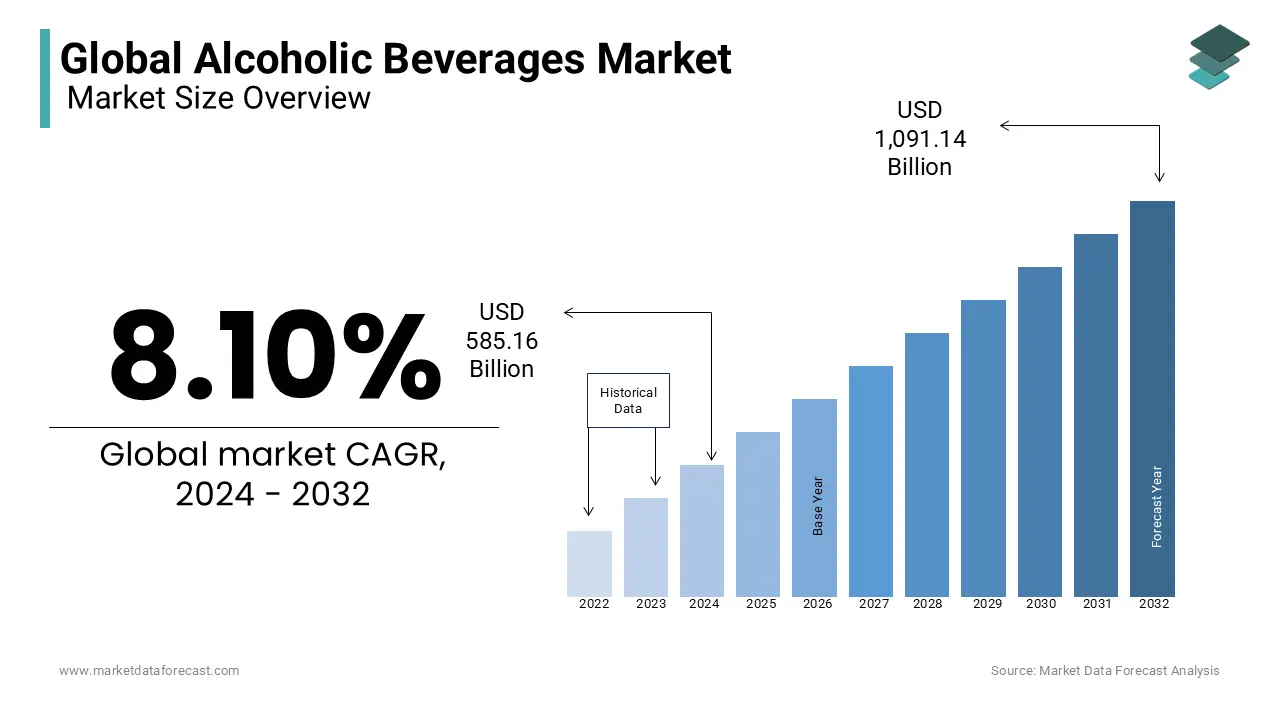 Global Alcoholic Beverages Market
Market Size Overview
USD
1,091.14
Billion
8.10%
Global market CAGR,
2024 - 2032
USD
585.16
Billion
Historical
Data
Base Year
Forecast Year
2022 2023 2024 2025 2026 2027 2028 2029 2030 2031 2032
www.marketdataforecast.com
Source: Market Data Forecast Analysis